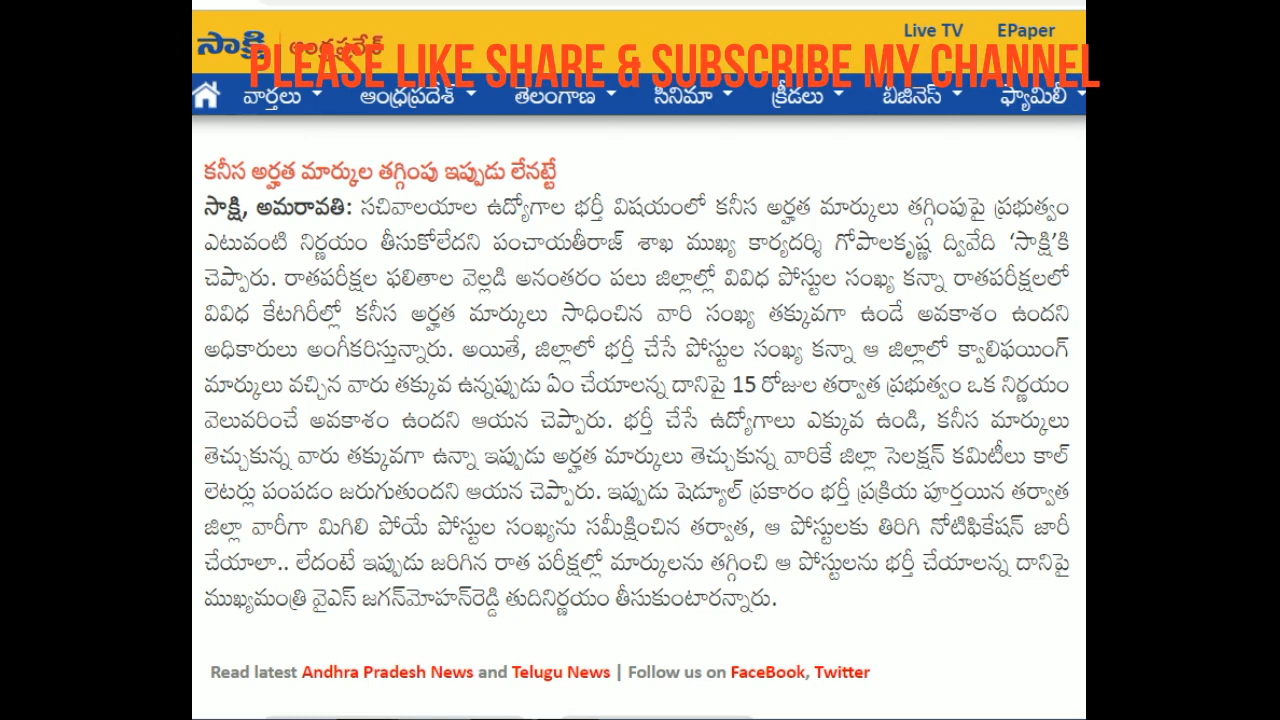 Live TV EPaper
సాక్షి | ఆంధ్రప్రదేశ్
PLEASE LIKE SHARE & SUBSCRIBE MY CHANNEL
వార్తలు ఆంధ్రప్రదేశ్ తెలంగాణ సినిమా క్రీడలు బిజినెస్ ఫ్యామిలీ
కనీస అర్హత మార్కుల తగ్గింపు ఇప్పుడు లేనట్టే
సాక్షి, అమరావతి: సచివాలయాల ఉద్యోగాల భర్తీ విషయంలో కనీస అర్హత మార్కులు తగ్గింపుపై ప్రభుత్వం
ఎటువంటి నిర్ణయం తీసుకోలేదని పంచాయతీరాజ్ శాఖ ముఖ్య కార్యదర్శి గోపాలకృష్ణ ద్వివేది ‘సాక్షి’కి
చెప్పారు. రాతపరీక్షల ఫలితాల వెల్లడి అనంతరం పలు జిల్లాల్లో వివిధ పోస్టుల సంఖ్య కన్నా రాతపరీక్షలలో
వివిధ కేటగిరీల్లో కనీస అర్హత మార్కులు సాధించిన వారి సంఖ్య తక్కువగా ఉండే అవకాశం ఉందని
అధికారులు అంగీకరిస్తున్నారు. అయితే, జిల్లాలో భర్తీ చేసే పోస్టుల సంఖ్య కన్నా ఆ జిల్లాలో క్వాలిఫయింగ్
మార్కులు వచ్చిన వారు తక్కువ ఉన్నప్పుడు ఏం చేయాలన్న దానిపై 15 రోజుల తర్వాత ప్రభుత్వం ఒక నిర్ణయం
వెలువరించే అవకాశం ఉందని ఆయన చెప్పారు. భర్తీ చేసే ఉద్యోగాలు ఎక్కువ ఉండి, కనీస మార్కులు
తెచ్చుకున్న వారు తక్కువగా ఉన్నా ఇప్పుడు అర్హత మార్కులు తెచ్చుకున్న వారికే జిల్లా సెలక్షన్ కమిటీలు కాల్
లెటర్లు పంపడం జరుగుతుందని ఆయన చెప్పారు. ఇప్పుడు షెడ్యూల్ ప్రకారం భర్తీ ప్రక్రియ పూర్తయిన తర్వాత
జిల్లా వారీగా మిగిలి పోయే పోస్టుల సంఖ్యను సమీక్షించిన తర్వాత, ఆ పోస్టులకు తిరిగి నోటిఫికేషన్ జారీ
చేయాలా.. లేదంటే ఇప్పుడు జరిగిన రాత పరీక్షల్లో మార్కులను తగ్గించి ఆ పోస్టులను భర్తీ చేయాలన్న దానిపై
ముఖ్యమంత్రి వైఎస్ జగన్‌మోహన్‌రెడ్డి తుదినిర్ణయం తీసుకుంటారన్నారు.
Read latest Andhra Pradesh News and Telugu News | Follow us on FaceBook, Twitter